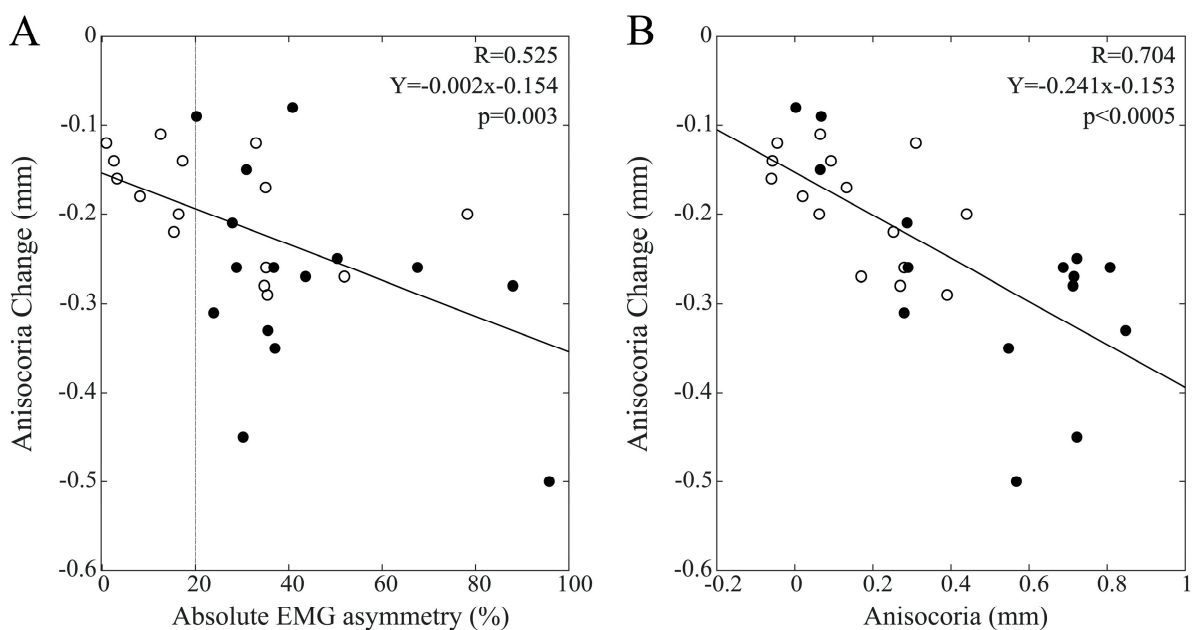 A
R=0.525
Y=-0.002x-0.154
p=0.003
0
-0.1
-0.2
-0.3
-0.4
-0.5
-0.6
Anisocoria Change (mm)
0 20 40 60 80 100
Absolute EMG asymmetry (%)
B
R=0.704
Y=-0.241x-0.153
p<0.0005
0
-0.1
-0.2
-0.3
-0.4
-0.5
-0.6
Anisocoria Change (mm)
-0.2 0 0.2 0.4 0.6 0.8 1
Anisocoria (mm)